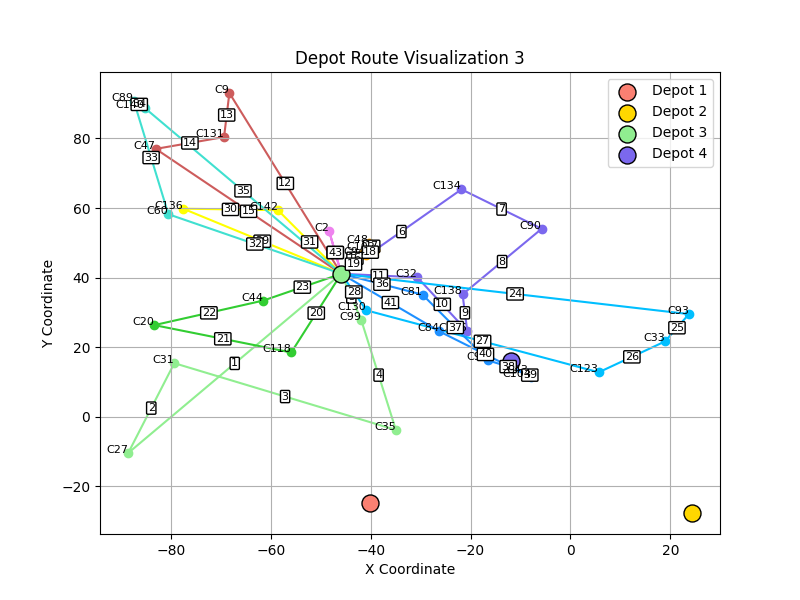 Depot Route Visualization 3
Y Coordinate
X Coordinate
80
60
40
20
0
−20
−80
−60
−40
−20
0
20
Depot 1
Depot 2
Depot 3
Depot 4
C89
C9
13
C131
C47
14
33
12
35
C136
C60
30
15
32
31
C2
43
C48
18
19
C134
6
7
C90
8
11
C32
36
28
C130
C99
41
C81
10
C138
9
24
C93
25
C33
26
C123
C44
23
22
C20
21
20
C118
C31
1
2
3
4
C27
C35
37
27
40
38
39